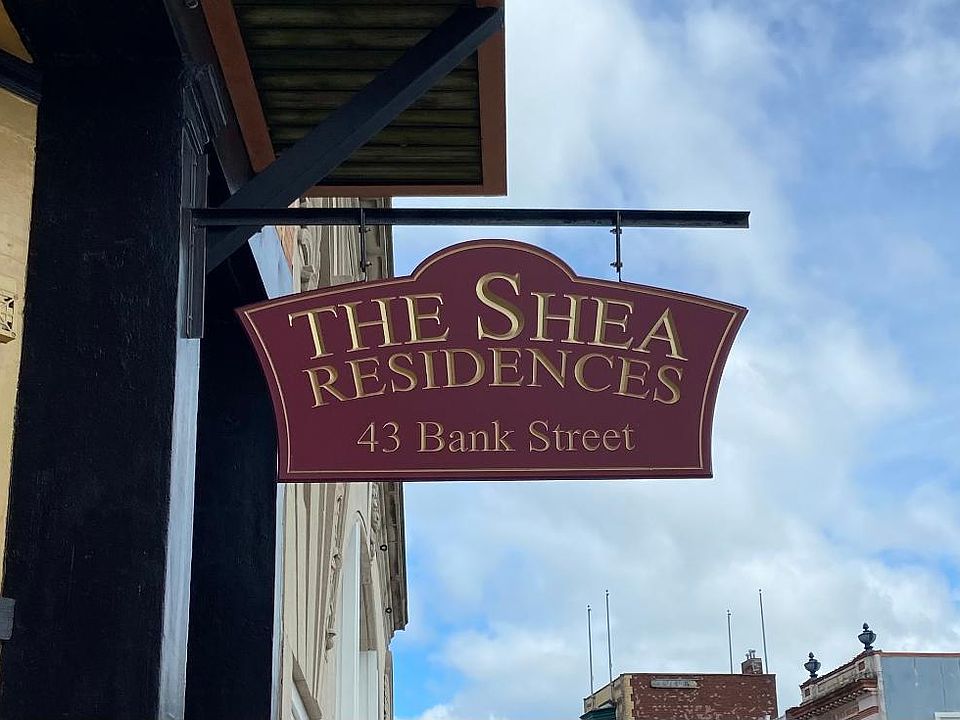 THE SHEA
RESIDENCES
43 Bank Street